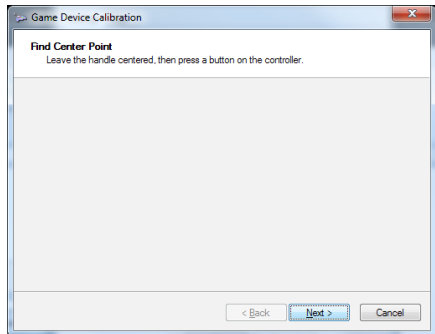 Game Device Calibration
Find Center Point
Leave the handle centered, then press a button on the controller.
< Back
Next >
Cancel